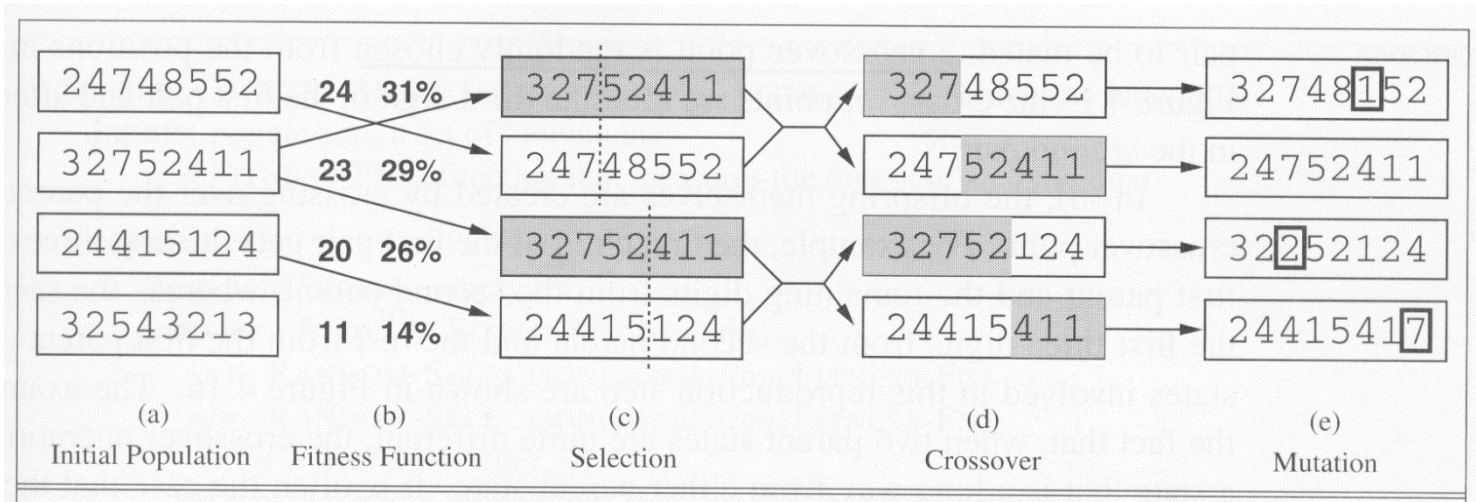 24748552 24 31% 32752411 32748552 32748152
32752411 23 29% 24748552 24752411 24752411
24415124 20 26% 32752411 32752124 32252124
32543213 11 14% 24415124 24415411 24415417
(a) (b) (c) (d) (e)
Initial Population Fitness Function Selection Crossover Mutation